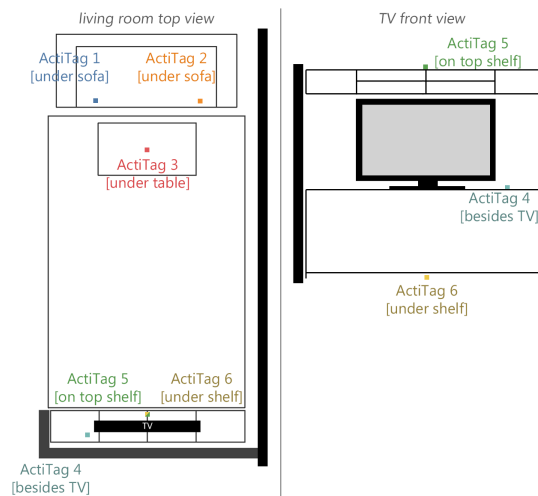 living room top view
ActiTag 1
[under sofa]
ActiTag 2
[under sofa]
ActiTag 3
[under table]
ActiTag 5
[on top shelf]
ActiTag 6
[under shelf]
TV
ActiTag 4
[besides TV]
TV front view
ActiTag 5
[on top shelf]
ActiTag 4
[besides TV]
ActiTag 6
[under shelf]